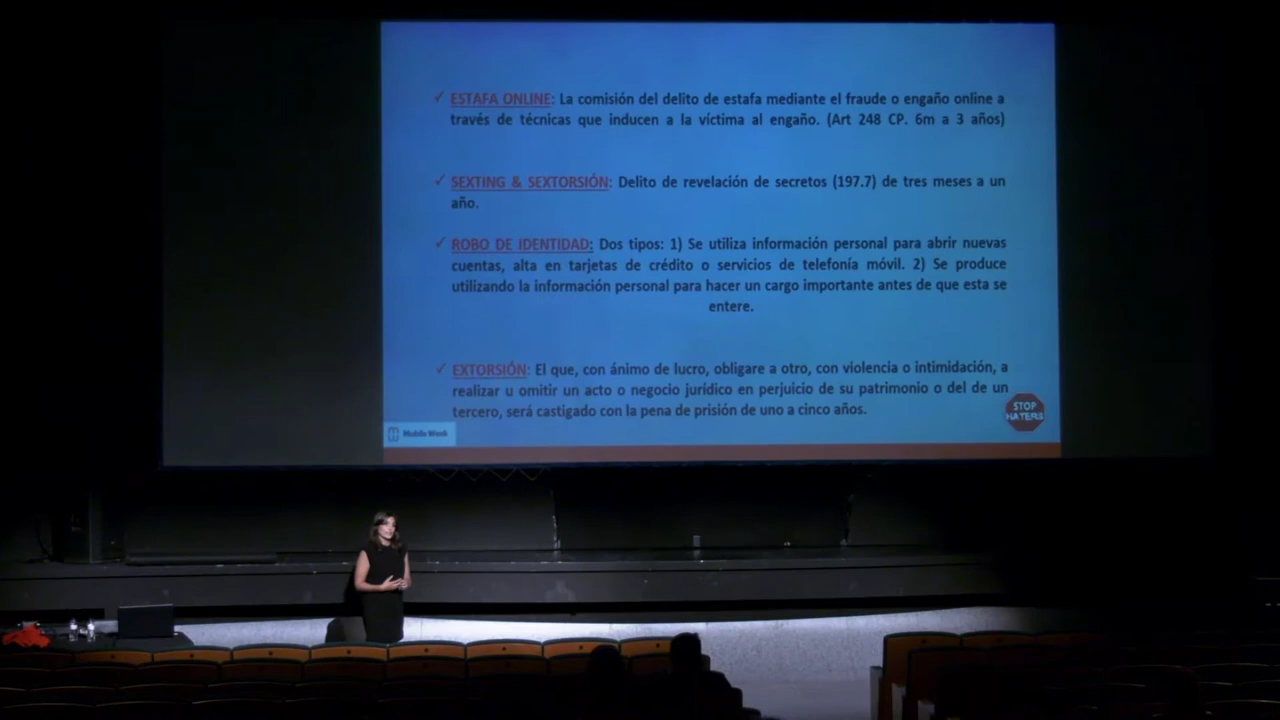 ✓ ESTAFA ONLINE: La comisión del delito de estafa mediante el fraude o engaño online a
través de técnicas que inducen a la víctima al engaño. (Art 248 CP. 6m a 3 años)
✓ SEXTING & SEXTORSIÓN: Delito de revelación de secretos (197.7) de tres meses a un
año.
✓ ROBO DE IDENTIDAD: Dos tipos: 1) Se utiliza información personal para abrir nuevas
cuentas, alta en tarjetas de crédito o servicios de telefonía móvil. 2) Se produce
utilizando la información personal para hacer un cargo importante antes de que esta se
entere.
✓ EXTORSIÓN: El que, con ánimo de lucro, obligare a otro, con violencia o intimidación, a
realizar u omitir un acto o negocio jurídico en perjuicio de su patrimonio o del de un
tercero, será castigado con la pena de prisión de uno a cinco años.
STOP
HATERS
Mobile Week